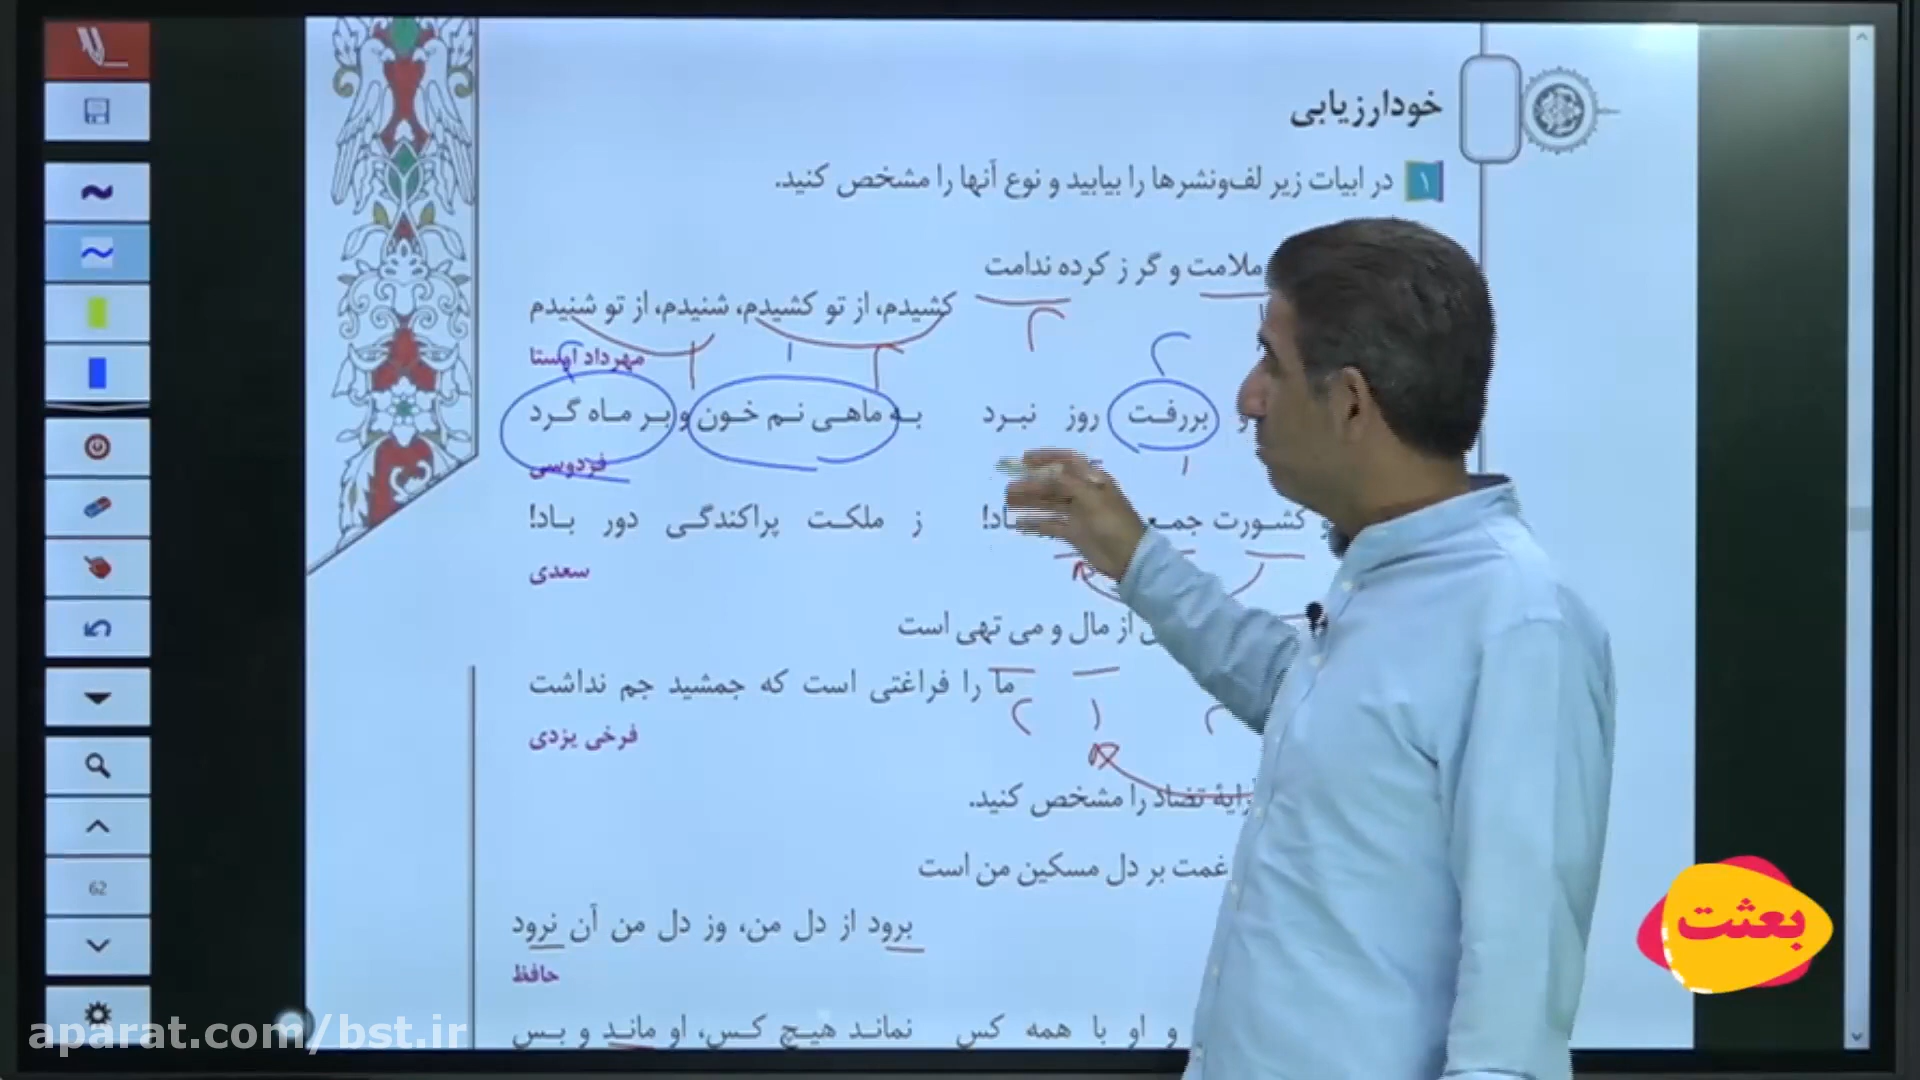 خودارزیابی
۱ در ابیات زیر لف‌ونشرها را بیابید و نوع آنها را مشخص کنید.
ملامت و گر ز کرده ندامت
کشیدم، از تو کشیدم، شنیدم، از تو شنیدم
مهرداد اوستا
و بررفت روز نبرد به ماهی نم خون و بر ماه گرد
فردوسی
و کشورت ز ملکت پراکندگی دور باد!
سعدی
از مال و می تهی است
ما را فراغتی است که جمشید جم نداشت
فرخی یزدی
تضاد را مشخص کنید.
غمت بر دل مسکین من است
برود از دل من، وز دل من آن نرود
حافظ
و او با همه کس نماند هیچ کس، او ماند و بس
62
بعثت
aparat.com/bst.ir